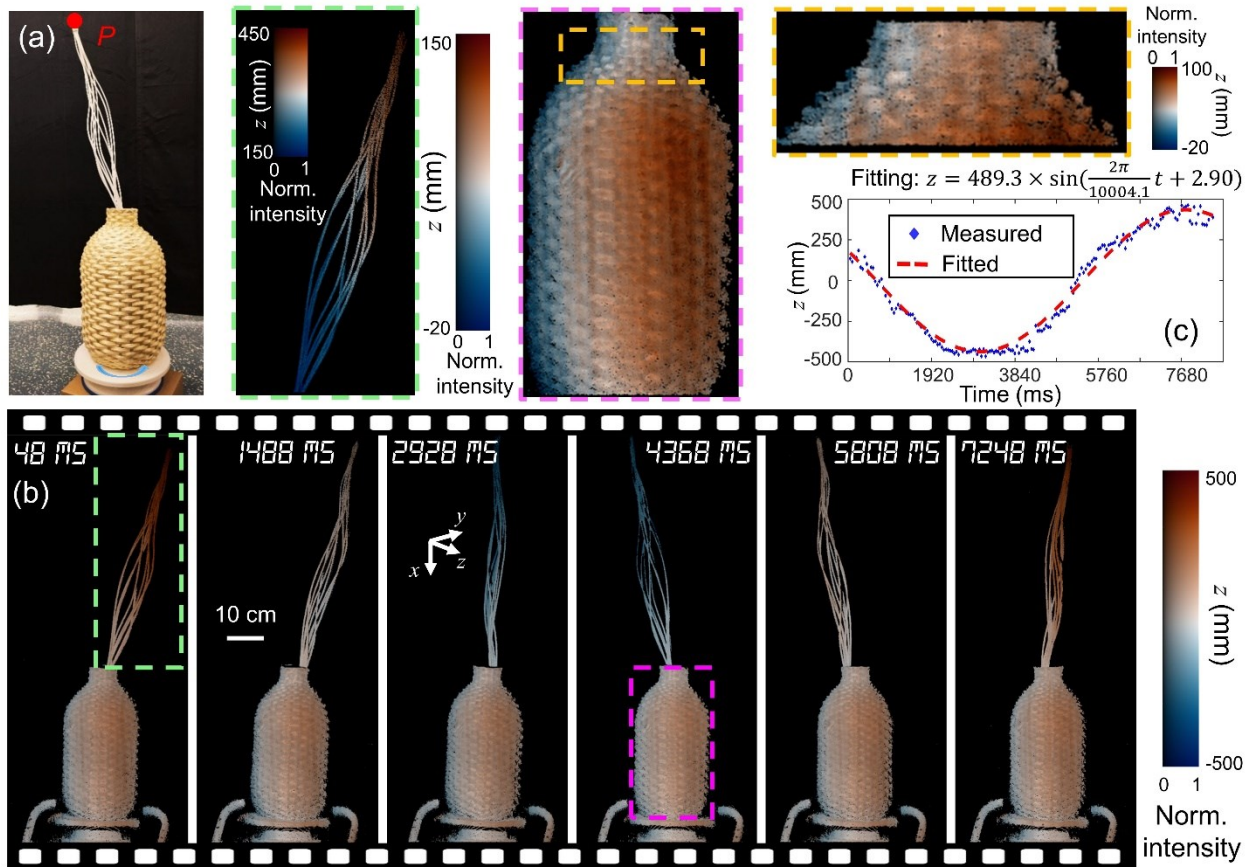 (a)
P
450
z (mm)
150
0 1
Norm.
intensity
150
z (mm)
-20
0 1
Norm.
intensity
Norm.
intensity
0 1
100
z (mm)
-20
Fitting: z = 489.3 × sin(2π/10004.1 t + 2.90)
500
250
0
-250
-500
z (mm)
Measured
Fitted
(c)
0 1920 3840 5760 7680
Time (ms)
(b)
48 MS
1488 MS
2928 MS
4368 MS
5808 MS
7248 MS
y
z
x
10 cm
500
z (mm)
-500
0 1
Norm.
intensity